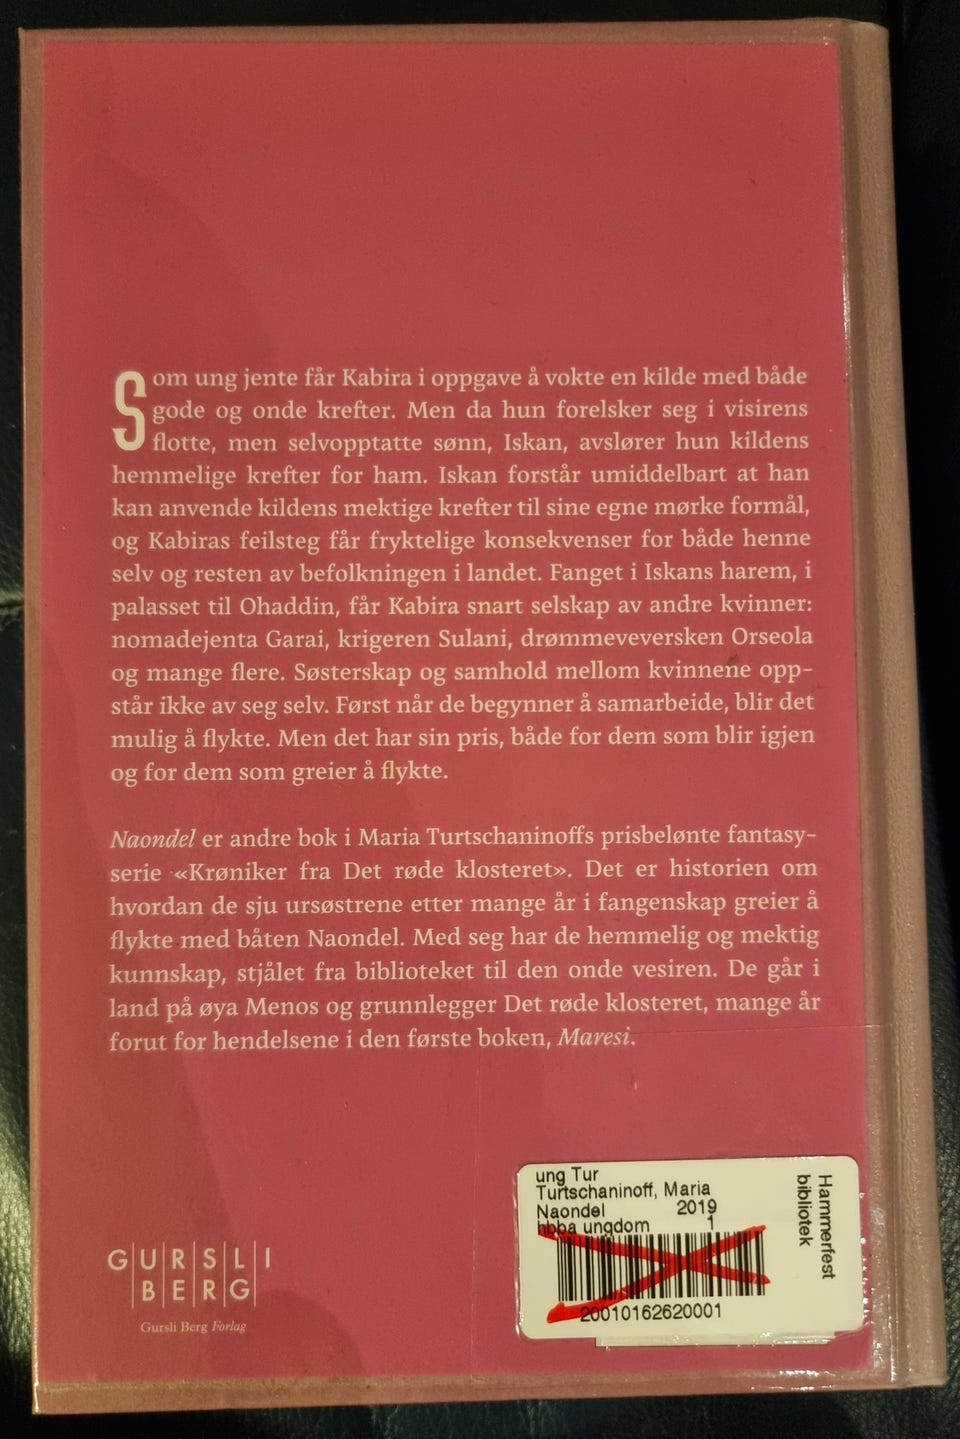 Som ung jente får Kabira i oppgave å vokte en kilde med både
gode og onde krefter. Men da hun forelsker seg i visirens
flotte, men selvopptatte sønn, Iskan, avslører hun kildens
hemmelige krefter for ham. Iskan forstår umiddelbart at han
kan anvende kildens mektige krefter til sine egne mørke formål,
og Kabiras feilsteg får fryktelige konsekvenser for både henne
selv og resten av befolkningen i landet. Fanget i Iskans harem, i
palasset til Ohaddin, får Kabira snart selskap av andre kvinner:
nomadejenta Garai, krigeren Sulani, drømmeveversken Orseola
og mange flere. Søsterskap og samhold mellom kvinnene opp-
står ikke av seg selv. Først når de begynner å samarbeide, blir det
mulig å flykte. Men det har sin pris, både for dem som blir igjen
og for dem som greier å flykte.
Naondel er andre bok i Maria Turtschaninoffs prisbelønte fantasy-
serie «Krøniker fra Det røde klosteret». Det er historien om
hvordan de sju ursøstrene etter mange år i fangenskap greier å
flykte med båten Naondel. Med seg har de hemmelig og mektig
kunnskap, stjålet fra biblioteket til den onde vesiren. De går i
land på øya Menos og grunnlegger Det røde klosteret, mange år
forut for hendelsene i den første boken, Maresi.
GURSLI
BERG
Gursli Berg Forlag
ung Tur
Turtschaninoff, Maria
Naondel 2019
hbba ungdom 1
20010162620001
Hammerfest
bibliotek